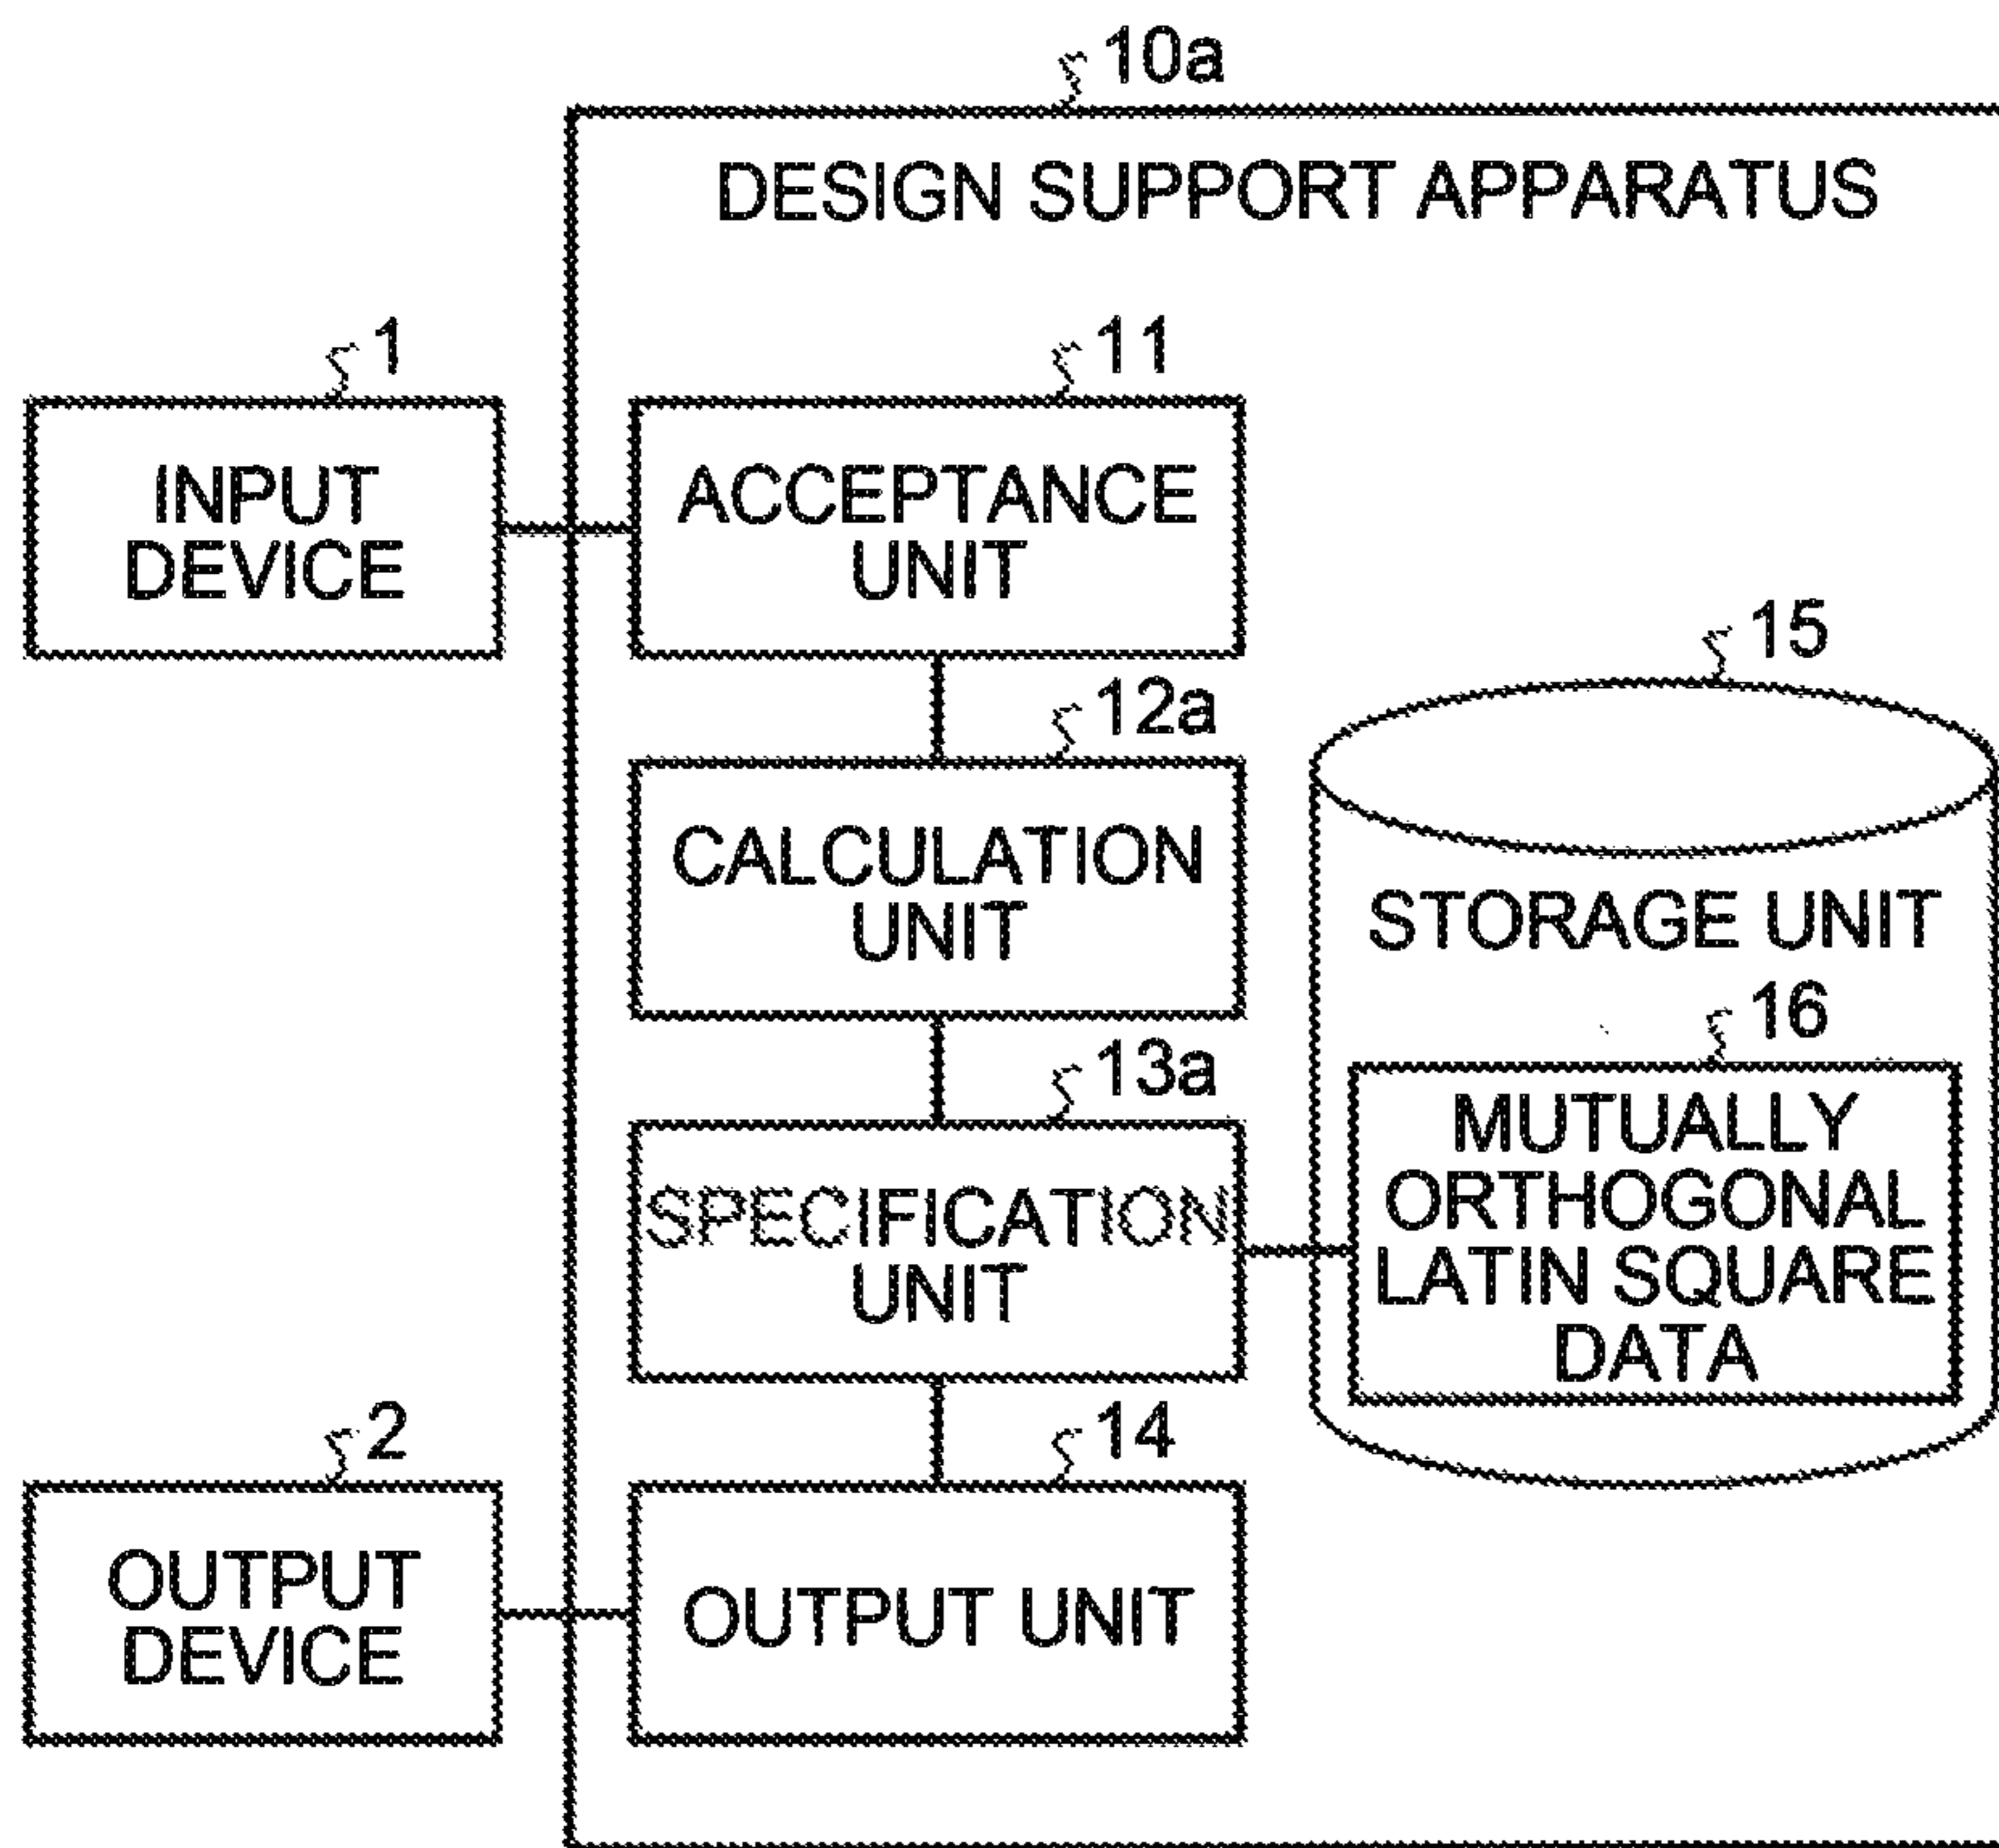 10a
DESIGN SUPPORT APPARATUS
1
INPUT
DEVICE
11
ACCEPTANCE
UNIT
12a
CALCULATION
UNIT
15
STORAGE UNIT
13a
SPECIFICATION
UNIT
16
MUTUALLY
ORTHOGONAL
LATIN SQUARE
DATA
2
OUTPUT
DEVICE
14
OUTPUT UNIT